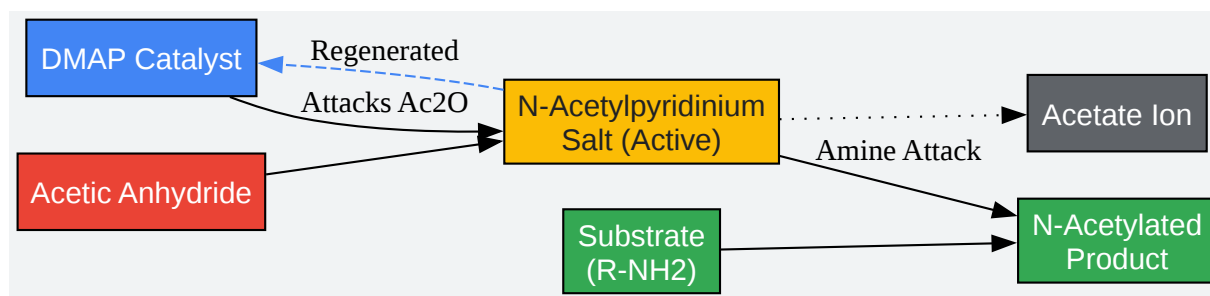 DMAP Catalyst
Regenerated
Attacks Ac2O
N-Acetylpyridinium
Salt (Active)
Acetate Ion
Acetic Anhydride
Amine Attack
Substrate
(R-NH2)
N-Acetylated
Product